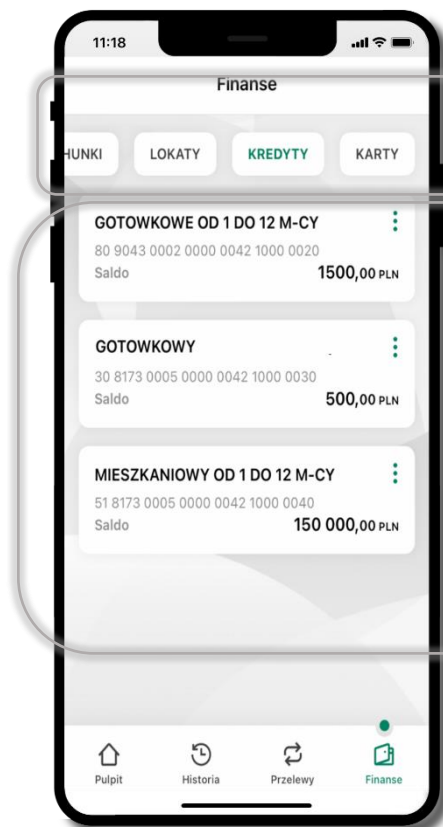 11:18
Finanse
HUNKI LOKATY KREDYTY KARTY
GOTOWKOWE OD 1 DO 12 M-CY
80 9043 0002 0000 0042 1000 0020
Saldo 1500,00 PLN
GOTOWKOWY
30 8173 0005 0000 0042 1000 0030
Saldo 500,00 PLN
MIESZKANIOWY OD 1 DO 12 M-CY
51 8173 0005 0000 0042 1000 0040
Saldo 150 000,00 PLN
Pulpit Historia Przelewy Finanse